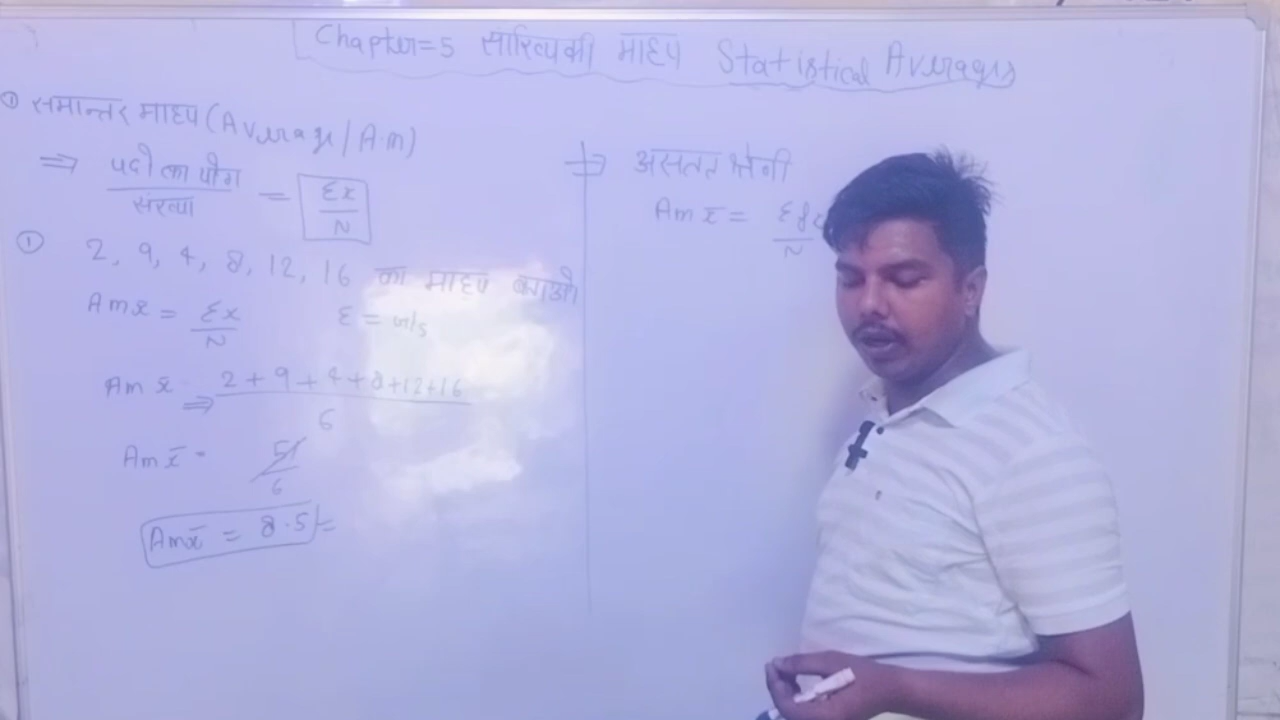 Chapter=5 सांख्यिकी माध्य Statistical Averages
① समान्तर माध्य (Average/A.m)
⇒ पदो का योग / संख्या = Σx / N
① 2, 9, 4, 8, 12, 16 का माध्य बताओ।
Am x̄ = Σx / N Σ =
Am x̄ ⇒ 2+9+4+8+12+16 / 6
Am x̄ = 51 / 6
Am x̄ = 8.5 =
⇒ असतत श्रेणी
Am x̄ = Σf / N